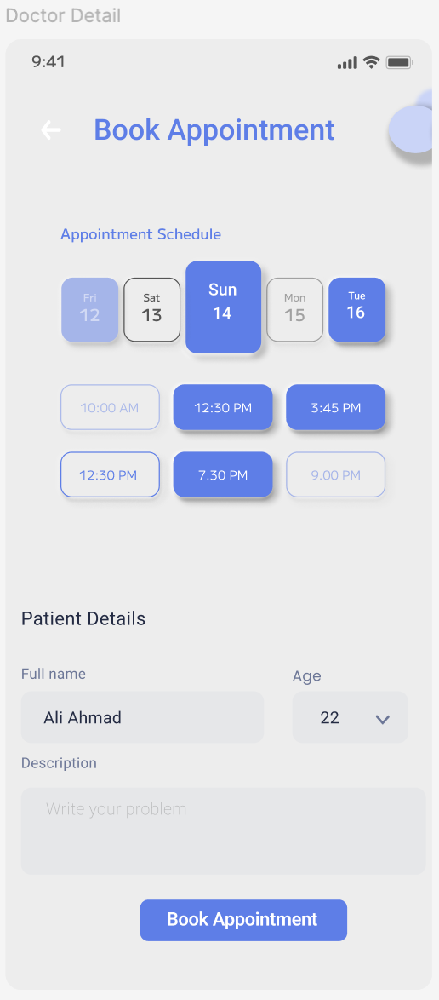 Doctor Detail
9:41
Book Appointment
Appointment Schedule
Fri Sat Sun Mon Tue
12 13 14 15 16
10:00 AM 12:30 PM 3:45 PM
12:30 PM 7.30 PM 9.00 PM
Patient Details
Full name Age
Ali Ahmad 22
Description
Write your problem
Book Appointment